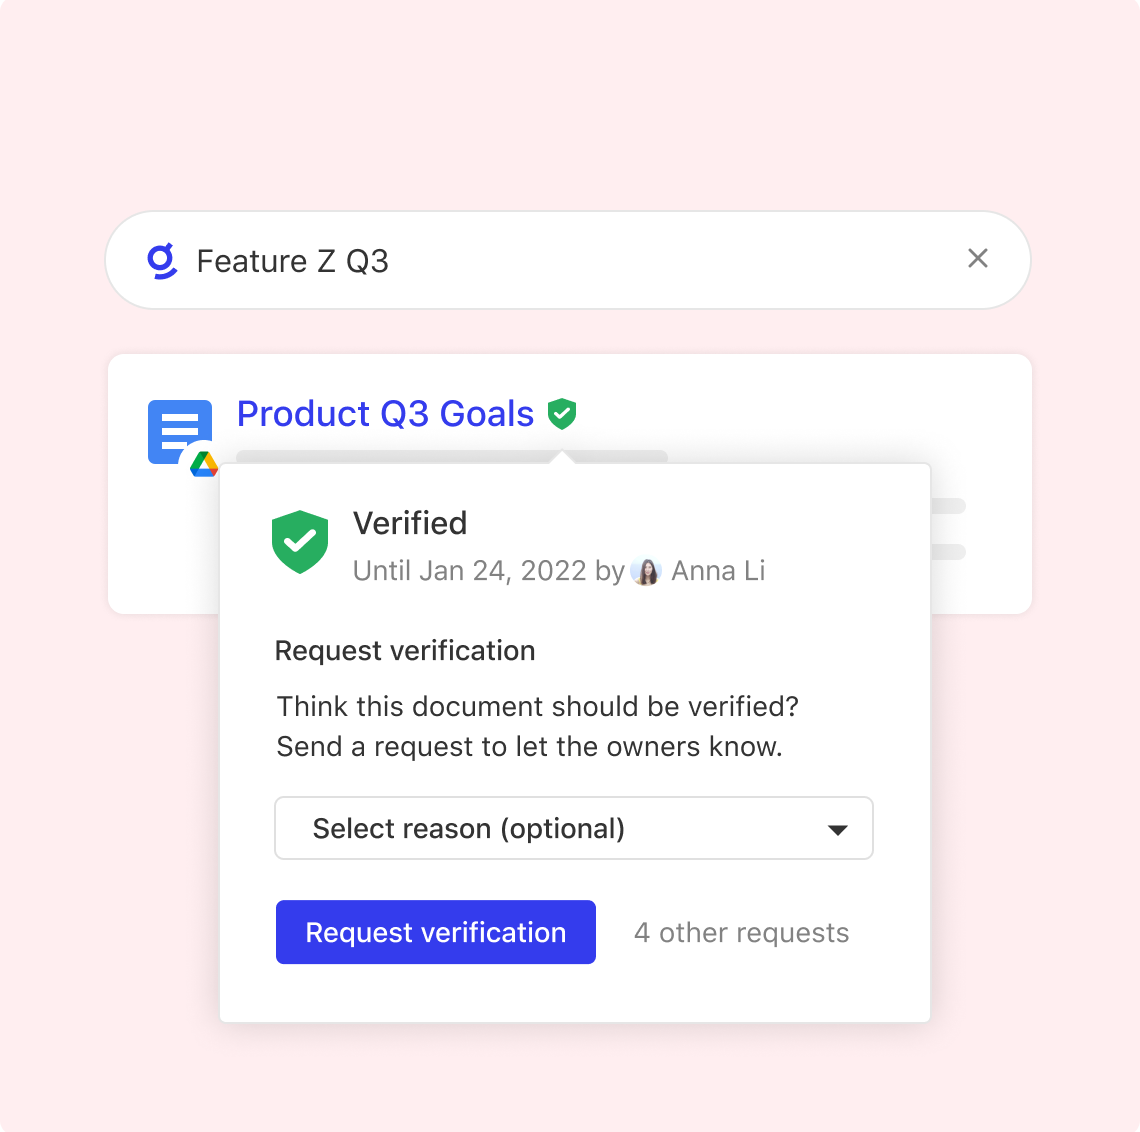 Feature Z Q3
Product Q3 Goals
Verified
Until Jan 24, 2022 by Anna Li
Request verification
Think this document should be verified?
Send a request to let the owners know.
Select reason (optional)
Request verification
4 other requests